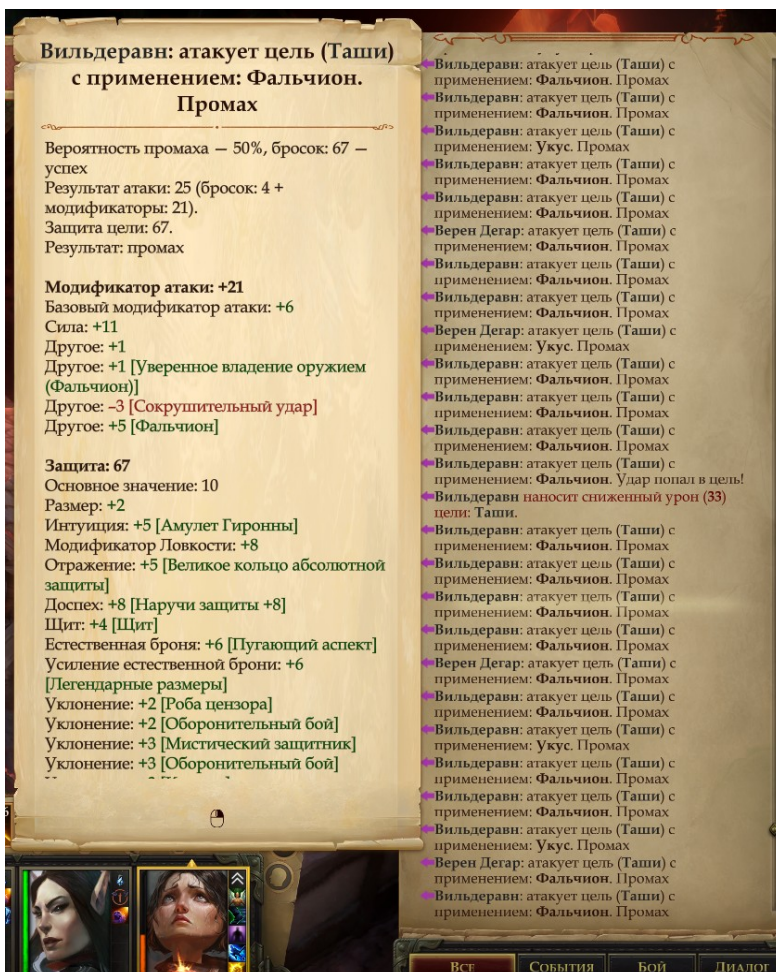 Вильдеравн: атакует цель (Таши)
с применением: Фальчион.
Промах
Вероятность промаха — 50%, бросок: 67 —
успех
Результат атаки: 25 (бросок: 4 +
модификаторы: 21).
Защита цели: 67.
Результат: промах
Модификатор атаки: +21
Базовый модификатор атаки: +6
Сила: +11
Другое: +1
Другое: +1 [Уверенное владение оружием
(Фальчион)]
Другое: –3 [Сокрушительный удар]
Другое: +5 [Фальчион]
Защита: 67
Основное значение: 10
Размер: +2
Интуиция: +5 [Амулет Гиронны]
Модификатор Ловкости: +8
Отражение: +5 [Великое кольцо абсолютной
защиты]
Доспех: +8 [Наручи защиты +8]
Щит: +4 [Щит]
Естественная броня: +6 [Пугающий аспект]
Усиление естественной брони: +6
[Легендарные размеры]
Уклонение: +2 [Роба цензора]
Уклонение: +2 [Оборонительный бой]
Уклонение: +3 [Мистический защитник]
Уклонение: +3 [Оборонительный бой]
Вильдеравн: атакует цель (Таши) с
применением: Фальчион. Промах
Вильдеравн: атакует цель (Таши) с
применением: Фальчион. Промах
Вильдеравн: атакует цель (Таши) с
применением: Укус. Промах
Вильдеравн: атакует цель (Таши) с
применением: Фальчион. Промах
Вильдеравн: атакует цель (Таши) с
применением: Фальчион. Промах
Верен Дегар: атакует цель (Таши) с
применением: Фальчион. Промах
Вильдеравн: атакует цель (Таши) с
применением: Фальчион. Промах
Вильдеравн: атакует цель (Таши) с
применением: Фальчион. Промах
Верен Дегар: атакует цель (Таши) с
применением: Укус. Промах
Вильдеравн: атакует цель (Таши) с
применением: Фальчион. Промах
Вильдеравн: атакует цель (Таши) с
применением: Фальчион. Промах
Вильдеравн: атакует цель (Таши) с
применением: Фальчион. Промах
Вильдеравн: атакует цель (Таши) с
применением: Фальчион. Удар попал в цель!
Вильдеравн наносит сниженный урон (33)
цели: Таши.
Вильдеравн: атакует цель (Таши) с
применением: Фальчион. Промах
Вильдеравн: атакует цель (Таши) с
применением: Фальчион. Промах
Вильдеравн: атакует цель (Таши) с
применением: Фальчион. Промах
Вильдеравн: атакует цель (Таши) с
применением: Фальчион. Промах
Верен Дегар: атакует цель (Таши) с
применением: Фальчион. Промах
Вильдеравн: атакует цель (Таши) с
применением: Фальчион. Промах
Вильдеравн: атакует цель (Таши) с
применением: Укус. Промах
Вильдеравн: атакует цель (Таши) с
применением: Фальчион. Промах
Вильдеравн: атакует цель (Таши) с
применением: Фальчион. Промах
Вильдеравн: атакует цель (Таши) с
применением: Укус. Промах
Верен Дегар: атакует цель (Таши) с
применением: Фальчион. Промах
Вильдеравн: атакует цель (Таши) с
применением: Фальчион. Промах
Все События Бой Диалог